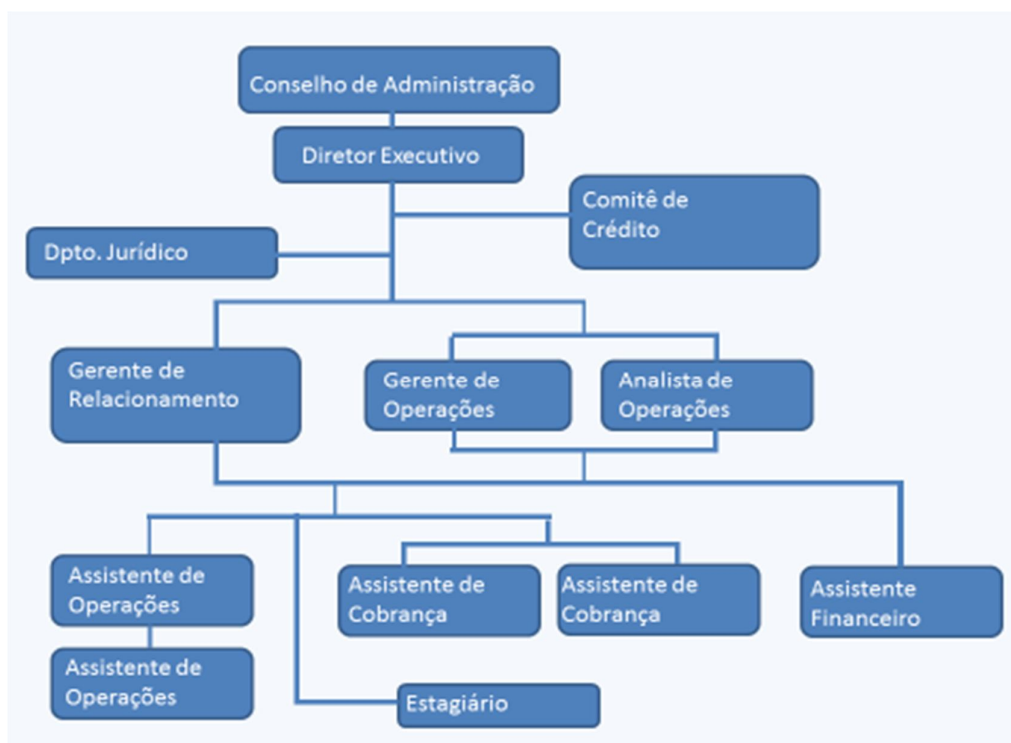 Conselho de Administração
Diretor Executivo
Comitê de
Crédito
Dpto. Jurídico
Gerente de
Relacionamento
Gerente de
Operações
Analista de
Operações
Assistente de
Operações
Assistente de
Cobrança
Assistente de
Cobrança
Assistente
Financeiro
Assistente de
Operações
Estagiário